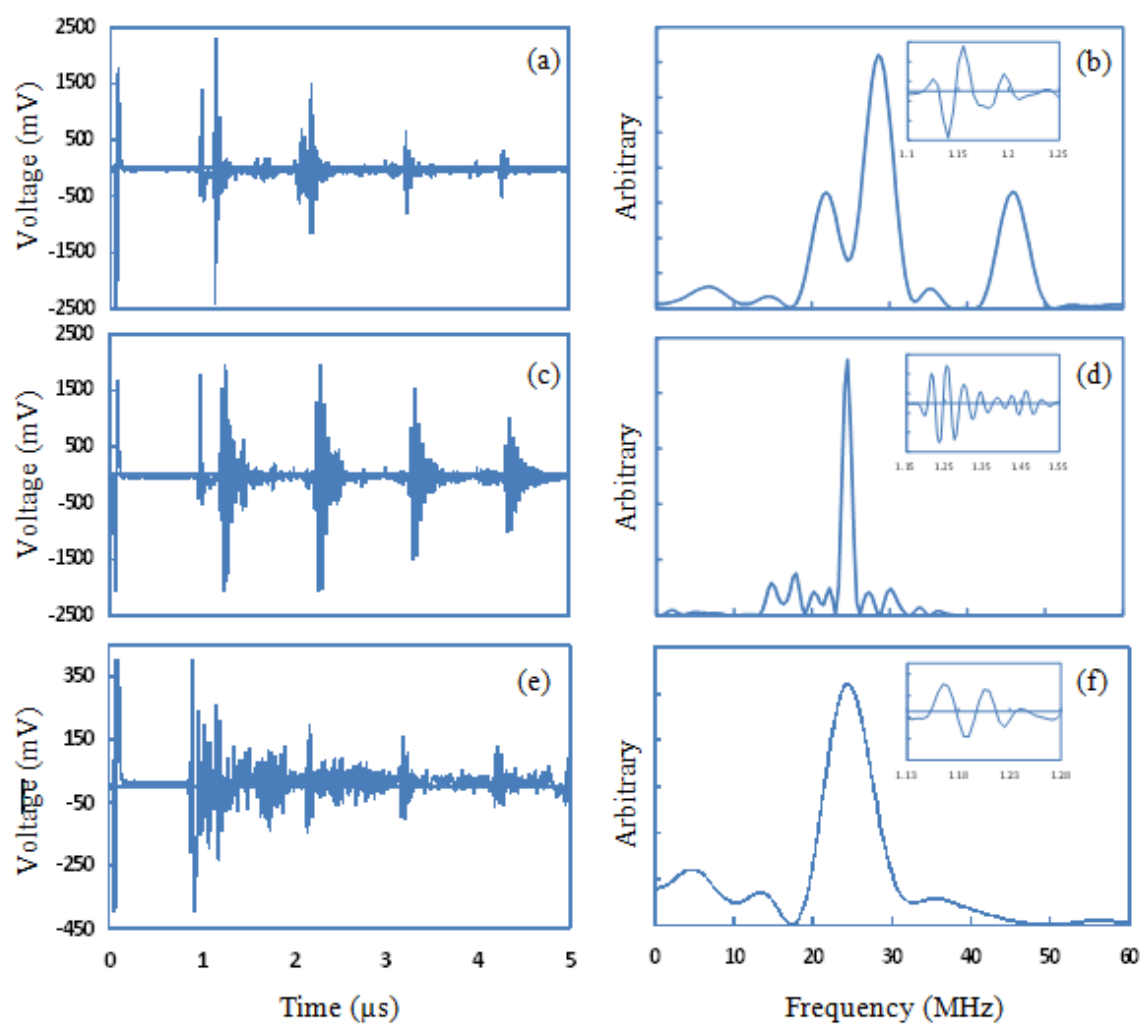 2500
1500
500
-500
-1500
-2500
Voltage (mV)
(a)
Arbitrary
(b)
1.1 1.15 1.2 1.25
2500
1500
500
-500
-1500
-2500
Voltage (mV)
(c)
Arbitrary
(d)
1.15 1.25 1.35 1.45 1.55
350
150
-50
-250
-450
Voltage (mV)
(e)
0 1 2 3 4 5
Time (µs)
Arbitrary
(f)
1.13 1.18 1.23 1.28
0 10 20 30 40 50 60
Frequency (MHz)